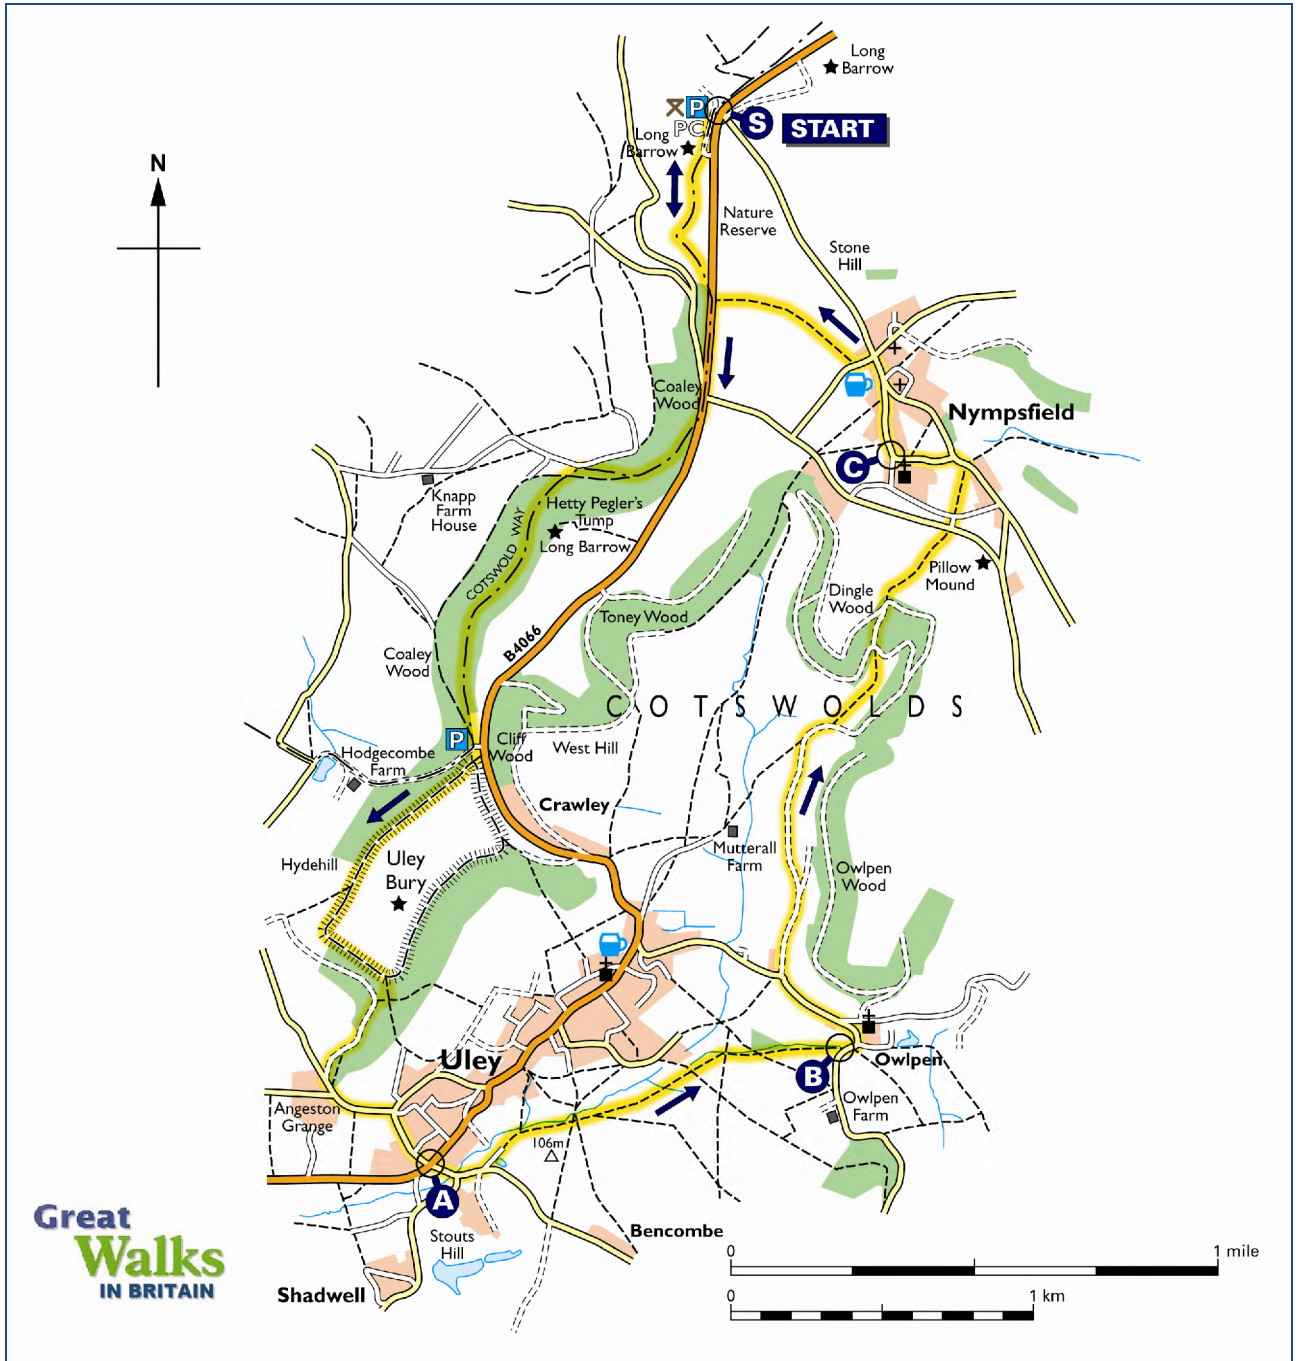 Long
Barrow
P
PC
S
START
Long
Barrow
N
Nature
Reserve
Stone
Hill
Coaley
Wood
Nympsfield
C
Knapp
Farm
House
Hetty Pegler's
Tump
Long Barrow
COTSWOLD WAY
Pillow
Mound
Dingle
Wood
Toney Wood
B4066
Coaley
Wood
COTSWOLDS
P
Cliff
Wood
West Hill
Hodgecombe
Farm
Crawley
Mutterall
Farm
Hydehill
Uley
Bury
Owlpen
Wood
Uley
Owlpen
B
Owlpen
Farm
Angeston
Grange
106m
A
Stouts
Hill
Bencombe
Shadwell
Great
Walks
IN BRITAIN
0
1 mile
0
1 km